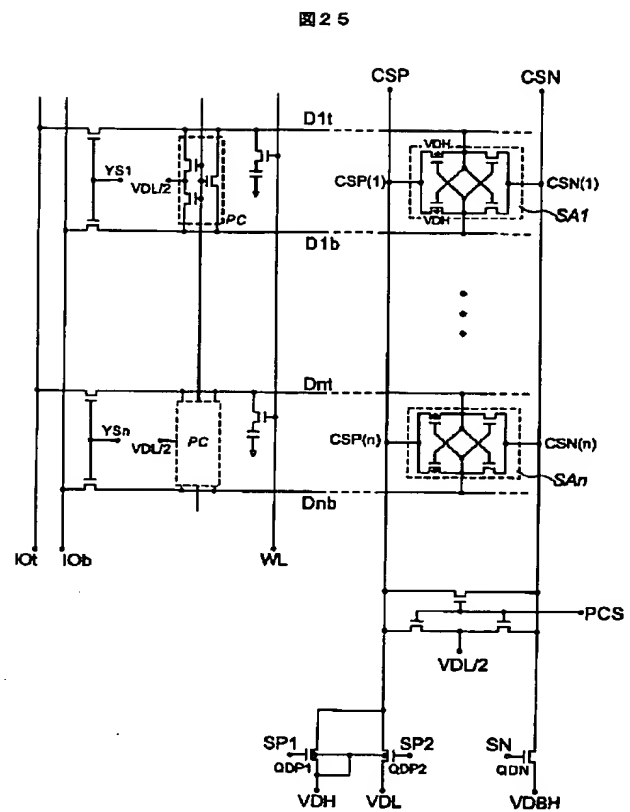 図25
CSP CSN
D1t
YS1 VDL/2
PC
VDH
VDH
CSP(1) CSN(1)
SA1
D1b
Dnt
YSn VDL/2
PC
CSP(n) CSN(n)
SAn
Dnb
IOt IOb WL
PCS
VDL/2
SP1 SP2 SN
QDP1 QDP2 QDN
VDH VDL VDBH